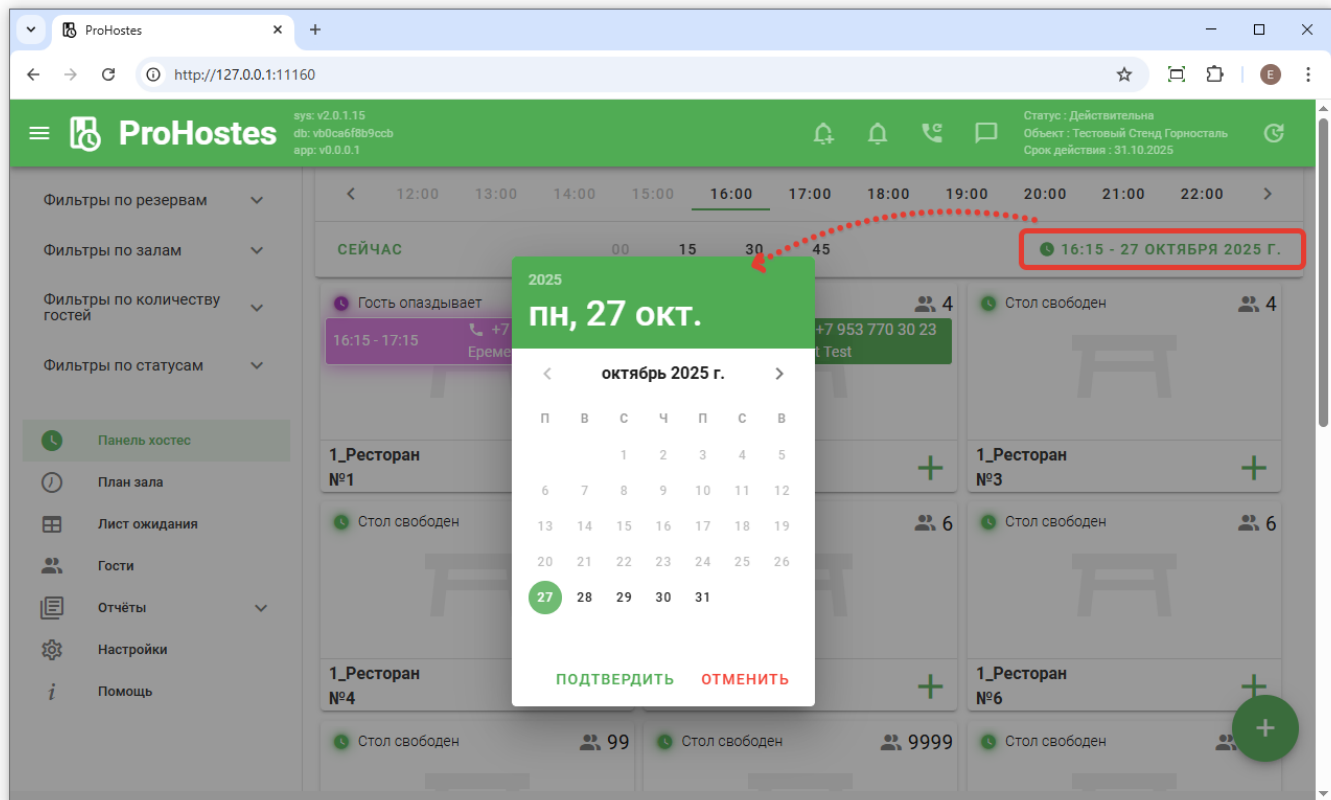 ProHostes
http://127.0.0.1:11160
E
ProHostes
sys: v2.0.1.15
db: vb0ca6f8b9ccb
app: v0.0.0.1
Статус : Действительна
Объект : Тестовый Стенд Горносталь
Срок действия : 31.10.2025
Фильтры по резервам
Фильтры по залам
Фильтры по количеству
гостей
Фильтры по статусам
Панель хостес
План зала
Лист ожидания
Гости
Отчёты
Настройки
Помощь
12:00 13:00 14:00 15:00 16:00 17:00 18:00 19:00 20:00 21:00 22:00
СЕЙЧАС 00 15 30 45 16:15 - 27 ОКТЯБРЯ 2025 Г.
Гость опаздывает 4 Стол свободен 4
16:15 - 17:15 +7 +7 953 770 30 23
Ереме t Test
1_Ресторан 1_Ресторан
№1 №3
Стол свободен 6 Стол свободен 6
1_Ресторан 1_Ресторан
№4 №6
Стол свободен 99 Стол свободен 9999 Стол свободен
2025
пн, 27 окт.
октябрь 2025 г.
П В С Ч П С В
1 2 3 4 5
6 7 8 9 10 11 12
13 14 15 16 17 18 19
20 21 22 23 24 25 26
27 28 29 30 31
ПОДТВЕРДИТЬ ОТМЕНИТЬ